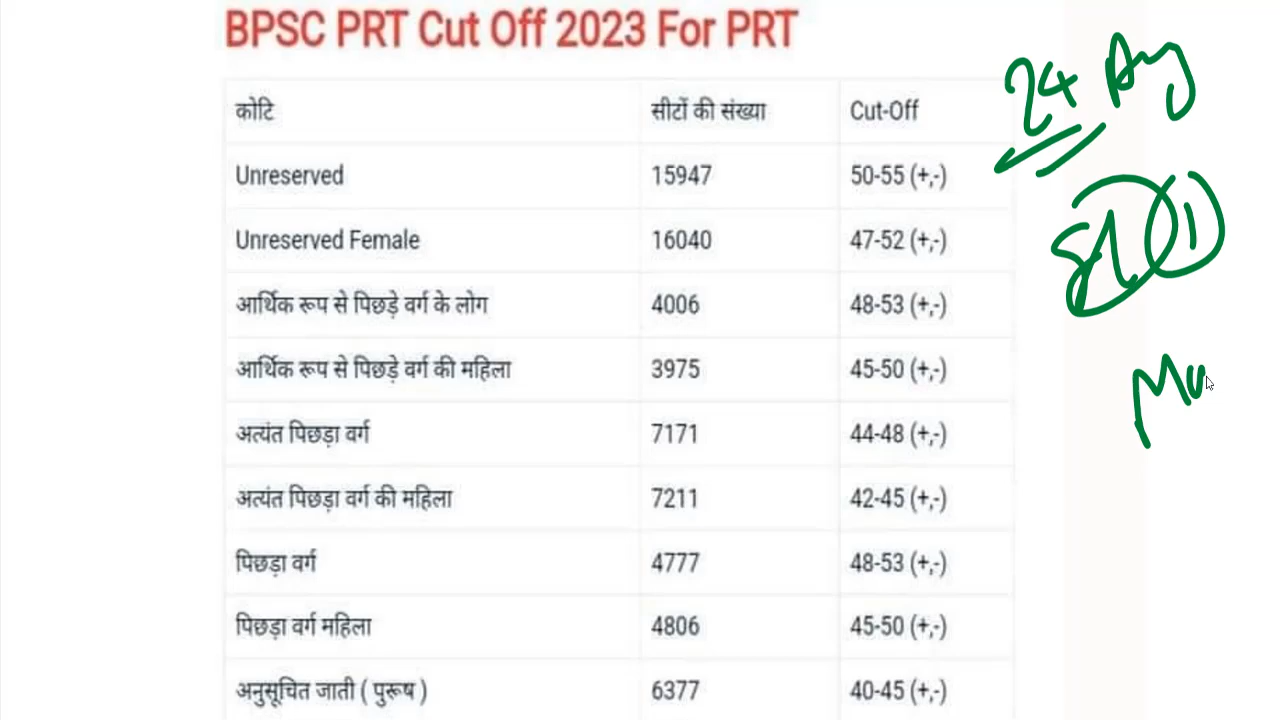 BPSC PRT Cut Off 2023 For PRT
कोटि सीटों की संख्या Cut-Off
Unreserved 15947 50-55 (+,-)
Unreserved Female 16040 47-52 (+,-)
आर्थिक रूप से पिछड़े वर्ग के लोग 4006 48-53 (+,-)
आर्थिक रूप से पिछड़े वर्ग की महिला 3975 45-50 (+,-)
अत्यंत पिछड़ा वर्ग 7171 44-48 (+,-)
अत्यंत पिछड़ा वर्ग की महिला 7211 42-45 (+,-)
पिछड़ा वर्ग 4777 48-53 (+,-)
पिछड़ा वर्ग महिला 4806 45-50 (+,-)
अनुसूचित जाती ( पुरूष ) 6377 40-45 (+,-)
24 Aug